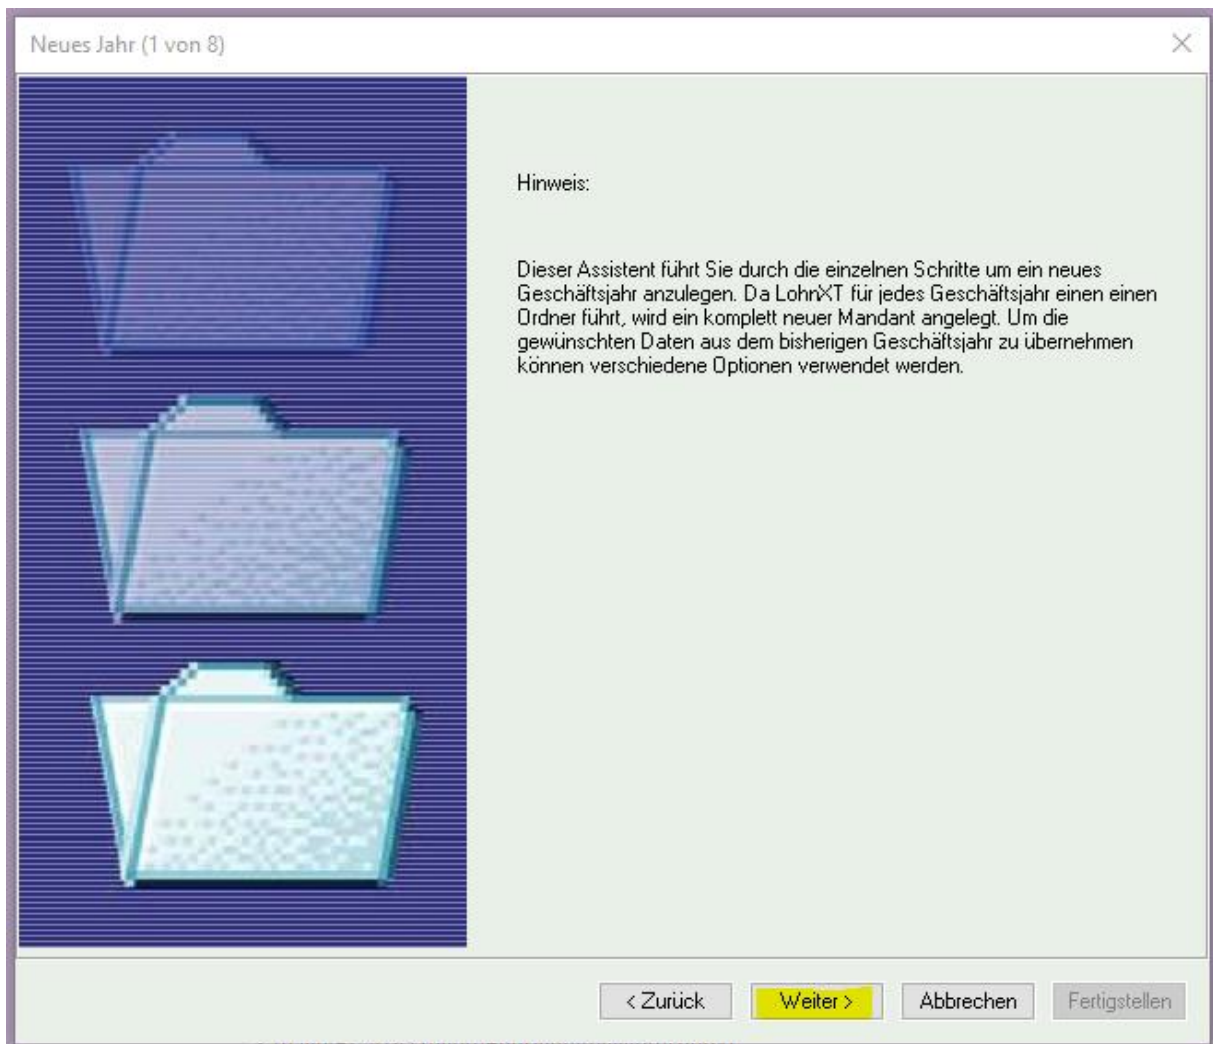 Neues Jahr (1 von 8)
Hinweis:
Dieser Assistent führt Sie durch die einzelnen Schritte um ein neues
Geschäftsjahr anzulegen. Da LohnXT für jedes Geschäftsjahr einen einen
Ordner führt, wird ein komplett neuer Mandant angelegt. Um die
gewünschten Daten aus dem bisherigen Geschäftsjahr zu übernehmen
können verschiedene Optionen verwendet werden.
< Zurück Weiter > Abbrechen Fertigstellen